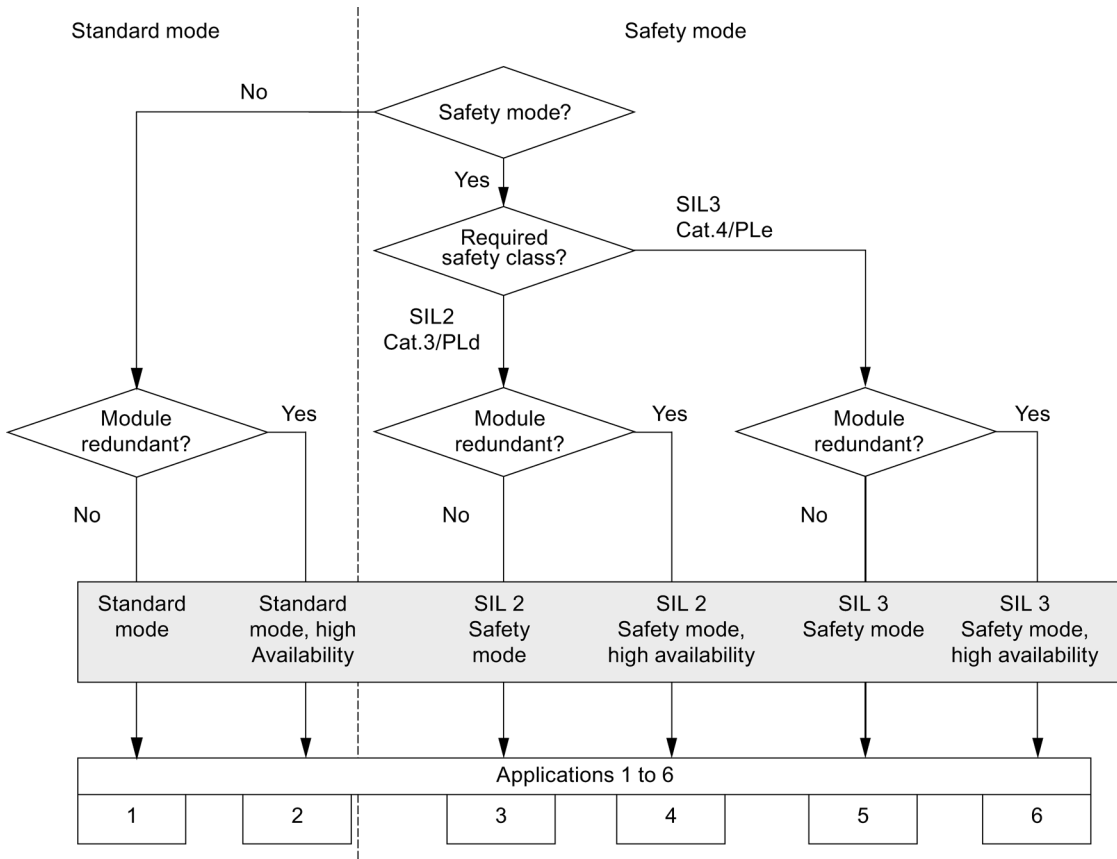 Standard mode
Safety mode
No
Safety mode?
Yes
SIL3
Cat.4/PLe
Required
safety class?
SIL2
Cat.3/PLd
Module
redundant?
Yes
No
Module
redundant?
Yes
No
Module
redundant?
Yes
No
Standard
mode
Standard
mode, high
Availability
SIL 2
Safety
mode
SIL 2
Safety mode,
high availability
SIL 3
Safety mode
SIL 3
Safety mode,
high availability
Applications 1 to 6
1
2
3
4
5
6